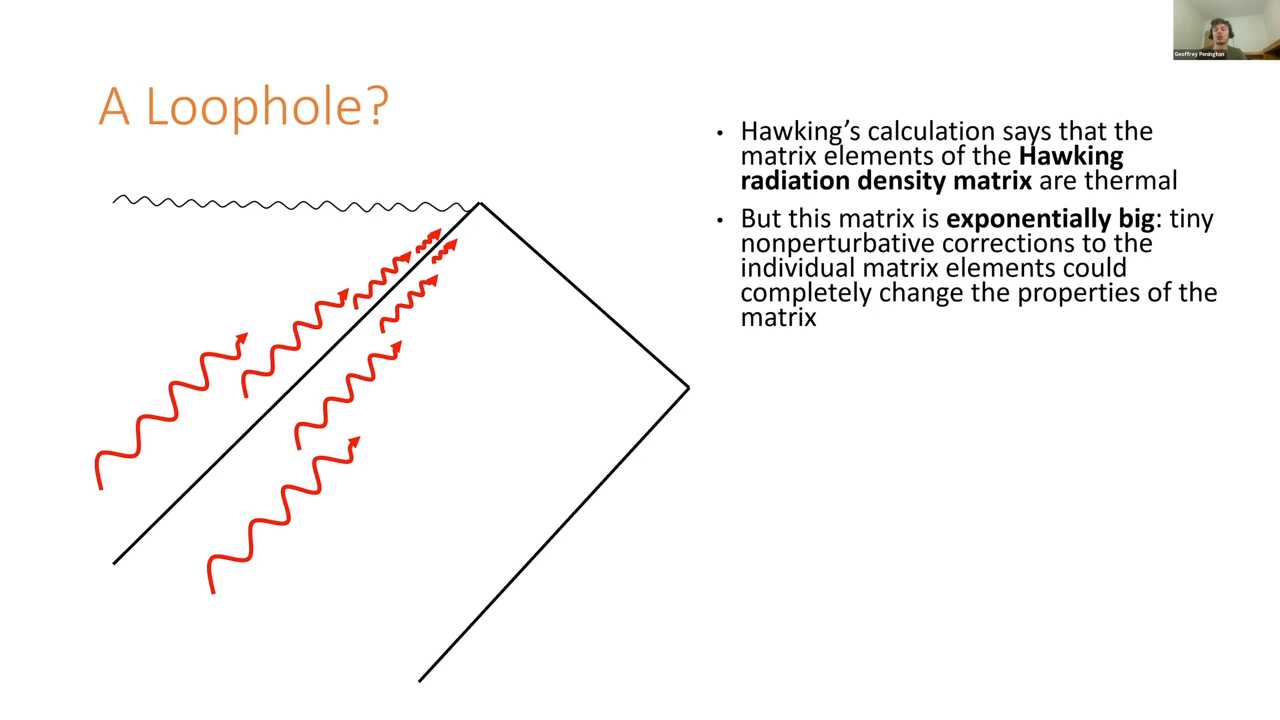 Geoffrey Penington
A Loophole?
• Hawking’s calculation says that the
matrix elements of the Hawking
radiation density matrix are thermal
• But this matrix is exponentially big: tiny
nonperturbative corrections to the
individual matrix elements could
completely change the properties of the
matrix